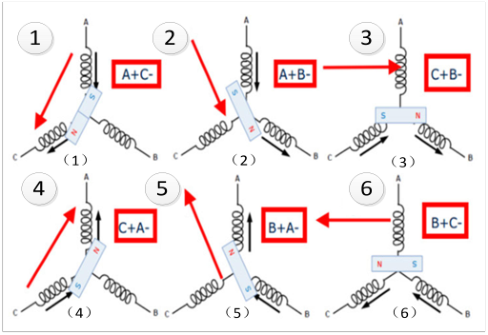 1
A
A+C-
S
N
C
B
(1)
2
A
A+B-
S
N
C
B
(2)
3
A
C+B-
S N
C
B
(3)
4
A
C+A-
N
S
C
B
(4)
5
A
B+A-
N
S
C
B
(5)
6
A
B+C-
N S
C
B
(6)